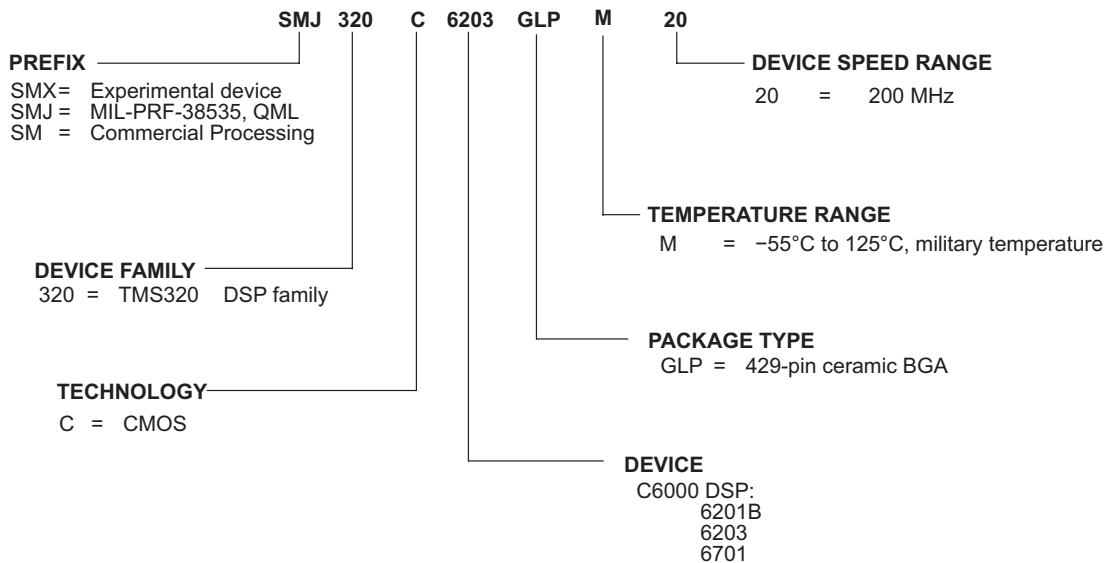 SMJ 320 C 6203 GLP M 20
PREFIX
SMX= Experimental device
SMJ = MIL-PRF-38535, QML
SM = Commercial Processing
DEVICE SPEED RANGE
20 = 200 MHz
TEMPERATURE RANGE
M = −55°C to 125°C, military temperature
DEVICE FAMILY
320 = TMS320 DSP family
PACKAGE TYPE
GLP = 429-pin ceramic BGA
TECHNOLOGY
C = CMOS
DEVICE
C6000 DSP:
6201B
6203
6701